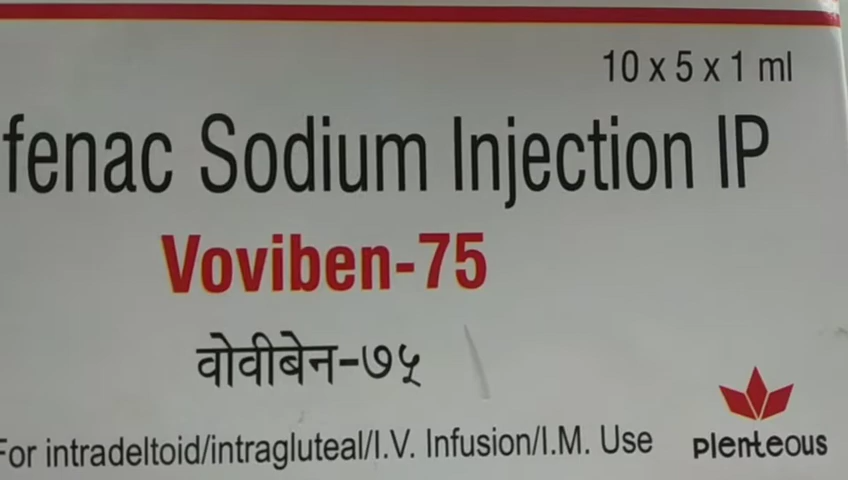 10 x 5 x 1 ml
fenac Sodium Injection IP
Voviben-75
वोवीबेन-७५
For intradeltoid/intragluteal/I.V. Infusion/I.M. Use
plenteous